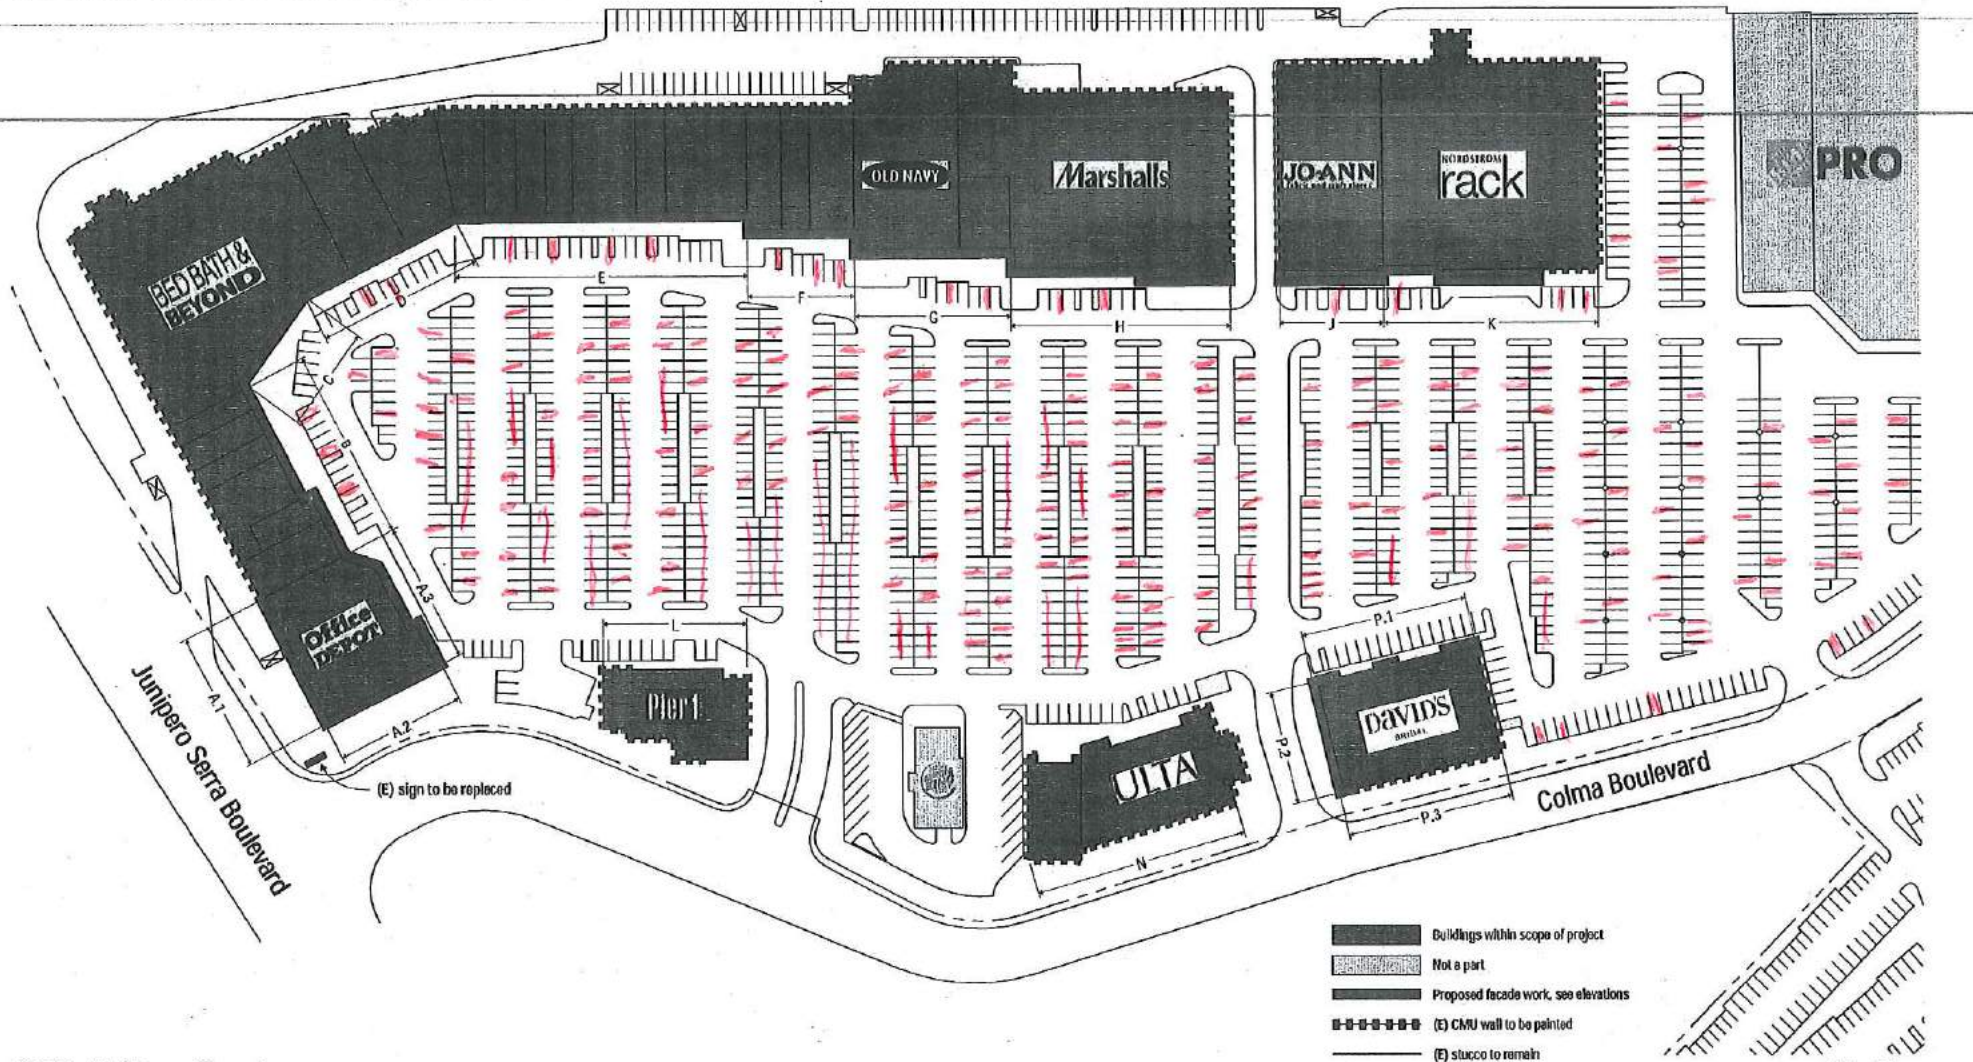 PRO
OLD NAVY
Marshalls
JO-ANN
NORDSTROM
rack
BED BATH &
BEYOND
E
F
D
G
H
J
K
C
B
A.3
Office
DEPOT
L
P.1
Pier 1
A.1
A.2
DAVID'S
BRIDAL
P.2
ULTA
(E) sign to be replaced
Junipero Serra Boulevard
N
P.3
Colma Boulevard
Buildings within scope of project
Not a part
Proposed facade work, see elevations
(E) CMU wall to be painted
(E) stucco to remain